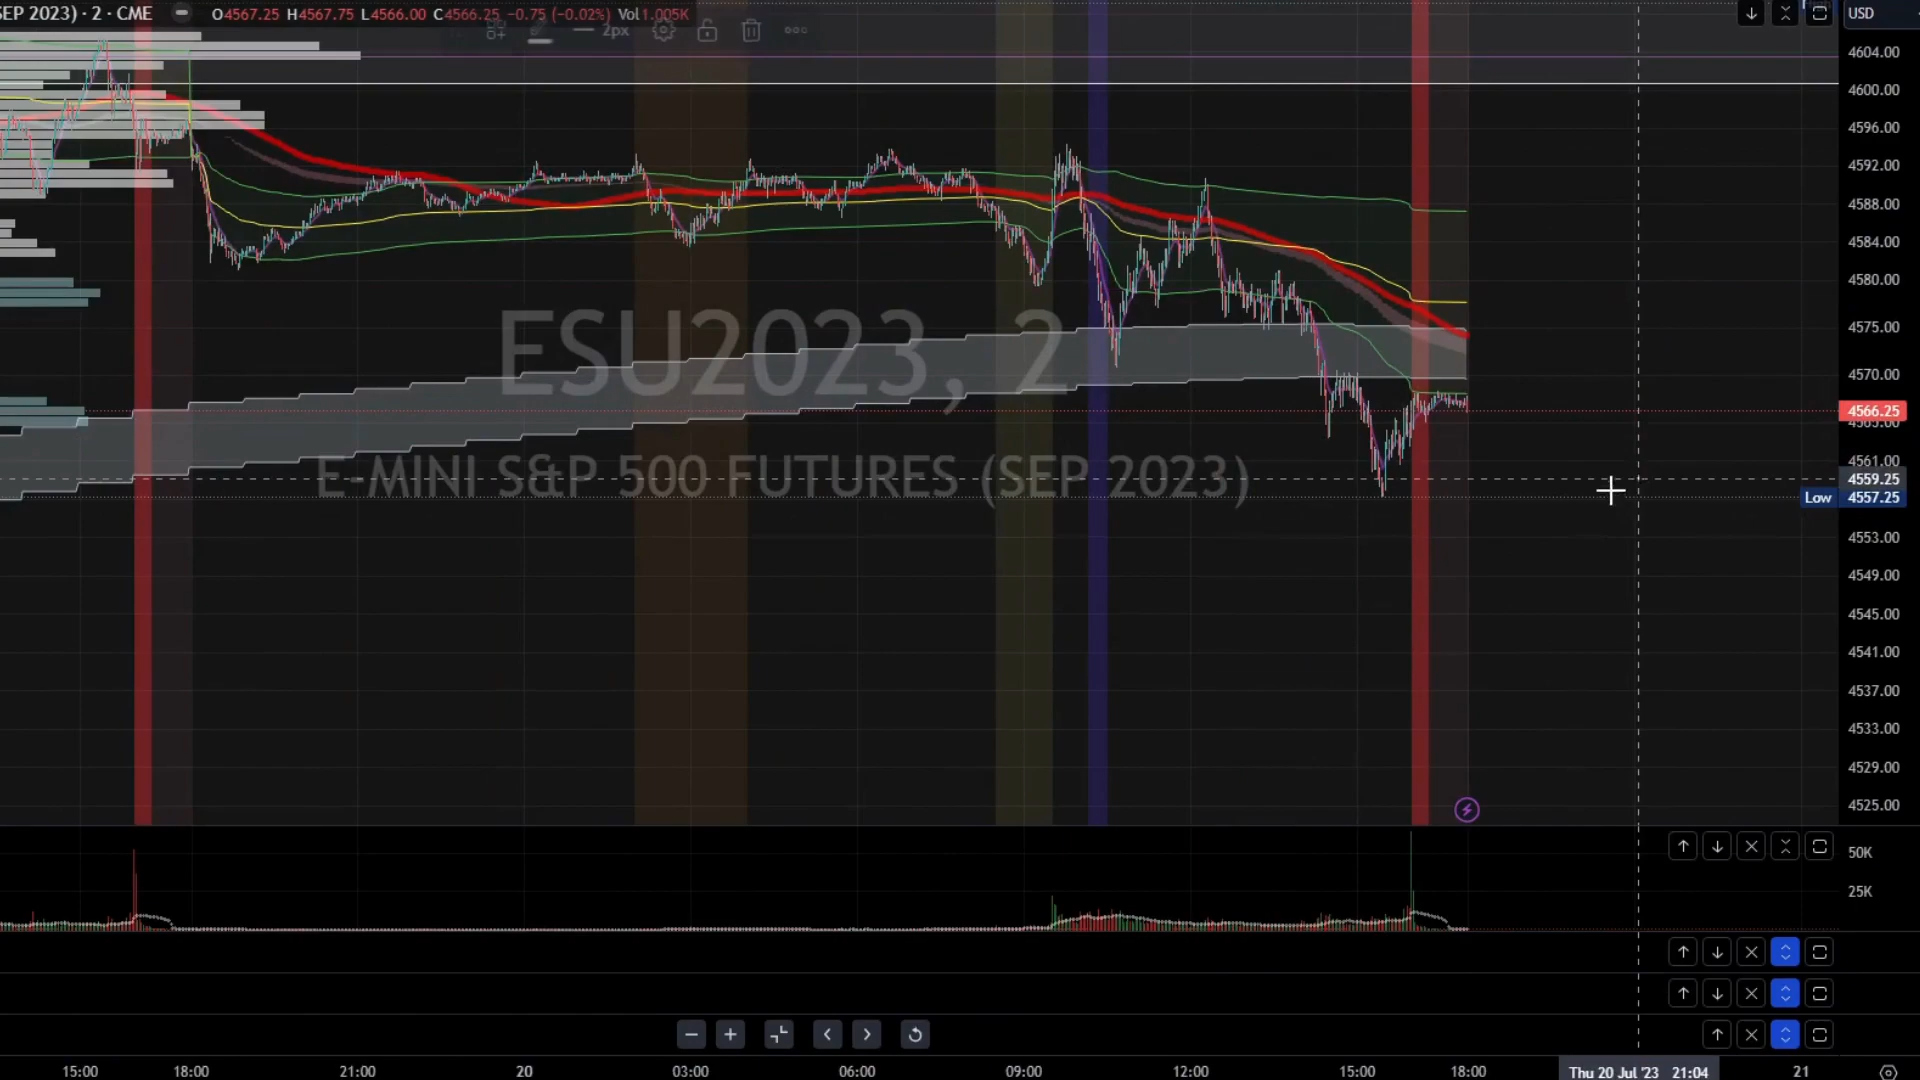 SEP 2023) · 2 · CME O4567.25 H4567.75 L4566.00 C4566.25 −0.75 (−0.02%) Vol 1.005K
2px
USD
4604.00
4600.00
4596.00
4592.00
4588.00
4584.00
4580.00
4575.00
4570.00
4566.25
4565.00
4561.00
4559.25
Low 4557.25
4553.00
4549.00
4545.00
4541.00
4537.00
4533.00
4529.00
4525.00
ESU2023, 2
E-MINI S&P 500 FUTURES (SEP 2023)
50K
25K
15:00 18:00 21:00 20 03:00 06:00 09:00 12:00 15:00 18:00 Thu 20 Jul '23 21:04 21